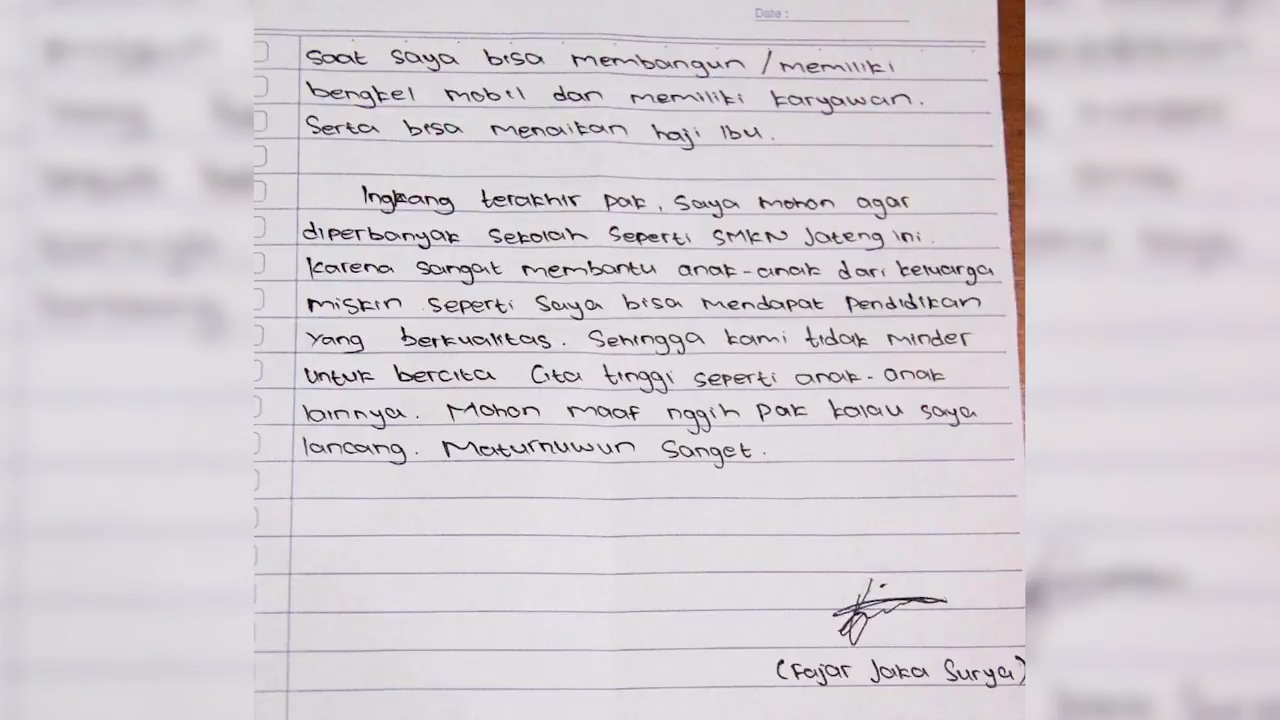 Date :
saat saya bisa membangun / memiliki
bengkel mobil dan memiliki karyawan.
Serta bisa menaikan haji Ibu.
Ingkang terakhir pak, saya mohon agar
diperbanyak sekolah seperti SMKN Jateng ini.
Karena sangat membantu anak-anak dari keluarga
miskin seperti saya bisa mendapat pendidikan
yang berkualitas. Sehingga kami tidak minder
untuk bercita Cita tinggi seperti anak-anak
lainnya. Mohon maaf nggih pak kalau saya
lancang. Maturnuwun Sanget.
(Fajar Jaka Surya)